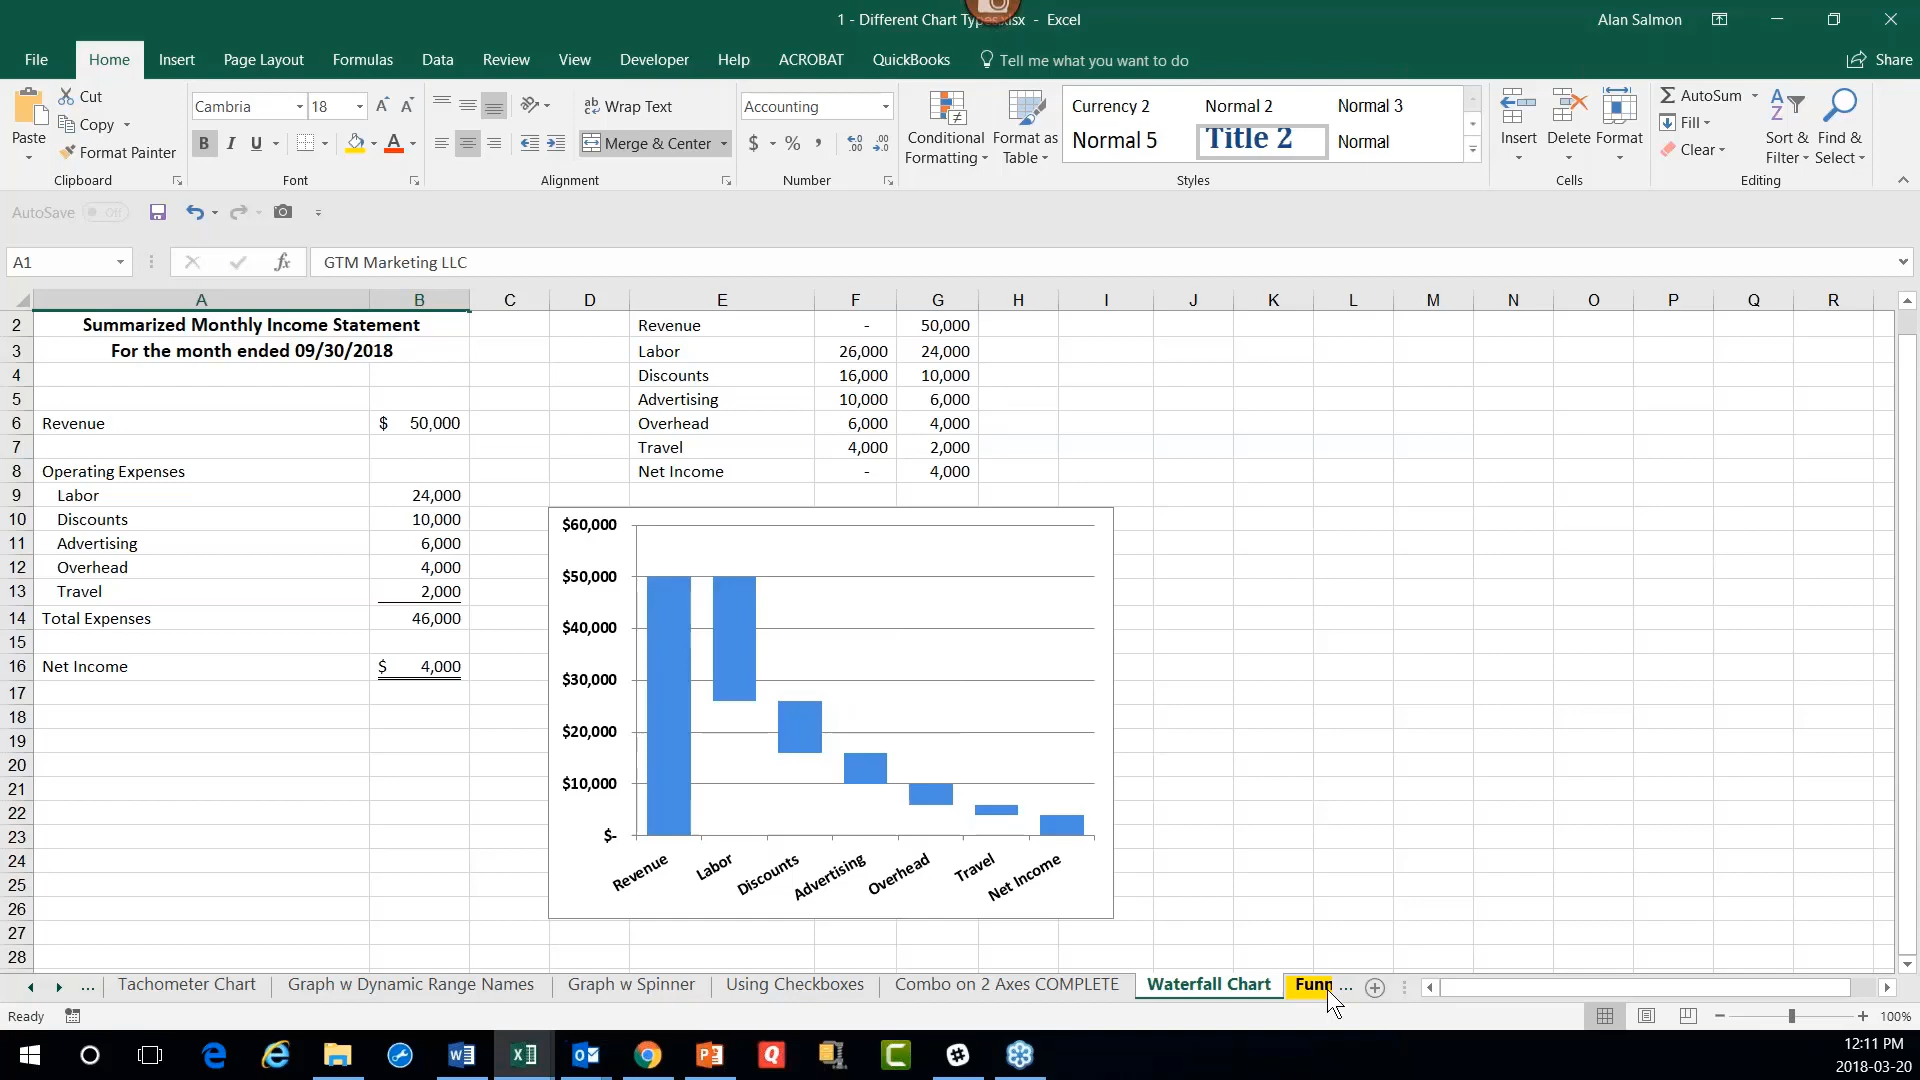 1 - Different Chart Types.xlsx - Excel
Alan Salmon
File Home Insert Page Layout Formulas Data Review View Developer Help ACROBAT QuickBooks Tell me what you want to do Share
Paste
Cut
Copy
Format Painter
Clipboard
Cambria 18
B I U
Font
Wrap Text
Merge & Center
Alignment
Accounting
$ % ,
Number
Conditional Formatting
Format as Table
Currency 2 Normal 2 Normal 3
Normal 5 Title 2 Normal
Styles
Insert Delete Format
Cells
AutoSum
Fill
Clear
Sort & Filter
Find & Select
Editing
AutoSave Off
A1 fx GTM Marketing LLC
A B C D E F G H I J K L M N O P Q R
2 Summarized Monthly Income Statement Revenue - 50,000
3 For the month ended 09/30/2018 Labor 26,000 24,000
4 Discounts 16,000 10,000
5 Advertising 10,000 6,000
6 Revenue $ 50,000 Overhead 6,000 4,000
7 Travel 4,000 2,000
8 Operating Expenses Net Income - 4,000
9 Labor 24,000
10 Discounts 10,000
11 Advertising 6,000
12 Overhead 4,000
13 Travel 2,000
14 Total Expenses 46,000
15
16 Net Income $ 4,000
17
18
19
20
21
22
23
24
25
26
27
28
$60,000
$50,000
$40,000
$30,000
$20,000
$10,000
$-
Revenue Labor Discounts Advertising Overhead Travel Net Income
... Tachometer Chart Graph w Dynamic Range Names Graph w Spinner Using Checkboxes Combo on 2 Axes COMPLETE Waterfall Chart Funn ...
Ready 100%
12:11 PM
2018-03-20